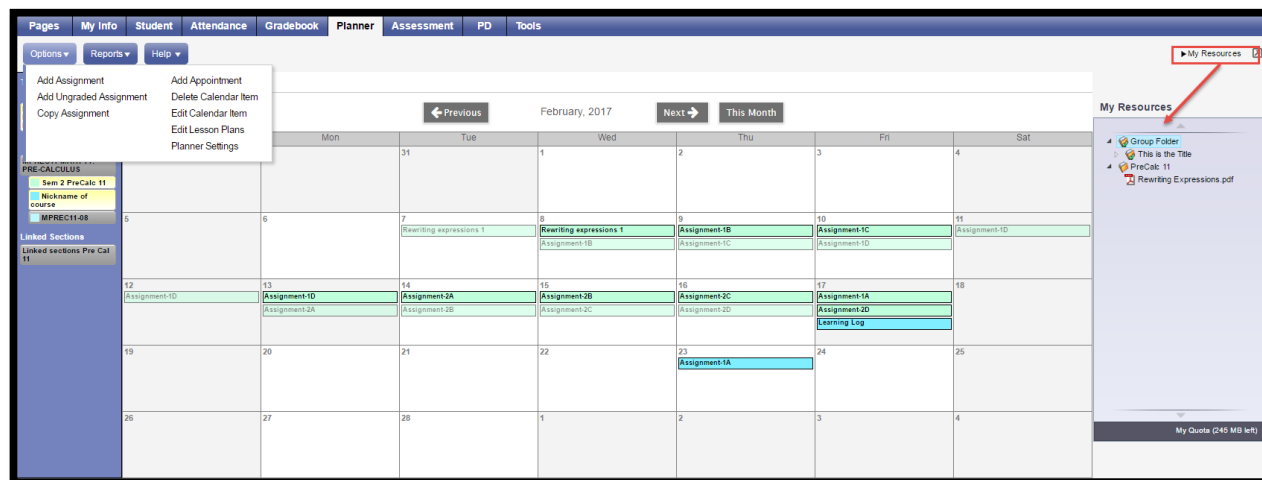 Pages My Info Student Attendance Gradebook Planner Assessment PD Tools
Options Reports Help
My Resources
Add Assignment Add Appointment
Add Ungraded Assignment Delete Calendar Item
Copy Assignment Edit Calendar Item
Edit Lesson Plans
Planner Settings
Previous February, 2017 Next This Month
My Resources
Mon Tue Wed Thu Fri Sat
Group Folder
This is the Title
PreCalc 11
Rewriting Expressions.pdf
PRE-CALCULUS
Sem 2 PreCalc 11
Nickname of
course
MPREC11-08
Linked Sections
Linked sections Pre Cal
11
31 1 2 3 4
5 6 7 8 9 10 11
Rewriting expressions 1 Rewriting expressions 1 Assignment-1B Assignment-1C Assignment-1D
Assignment-1B Assignment-1C Assignment-1D
12 13 14 15 16 17 18
Assignment-1D Assignment-1D Assignment-2A Assignment-2B Assignment-2C Assignment-1A
Assignment-2A Assignment-2B Assignment-2C Assignment-2D Assignment-2D
Learning Log
19 20 21 22 23 24 25
Assignment-1A
26 27 28 1 2 3 4
My Quota (245 MB left)